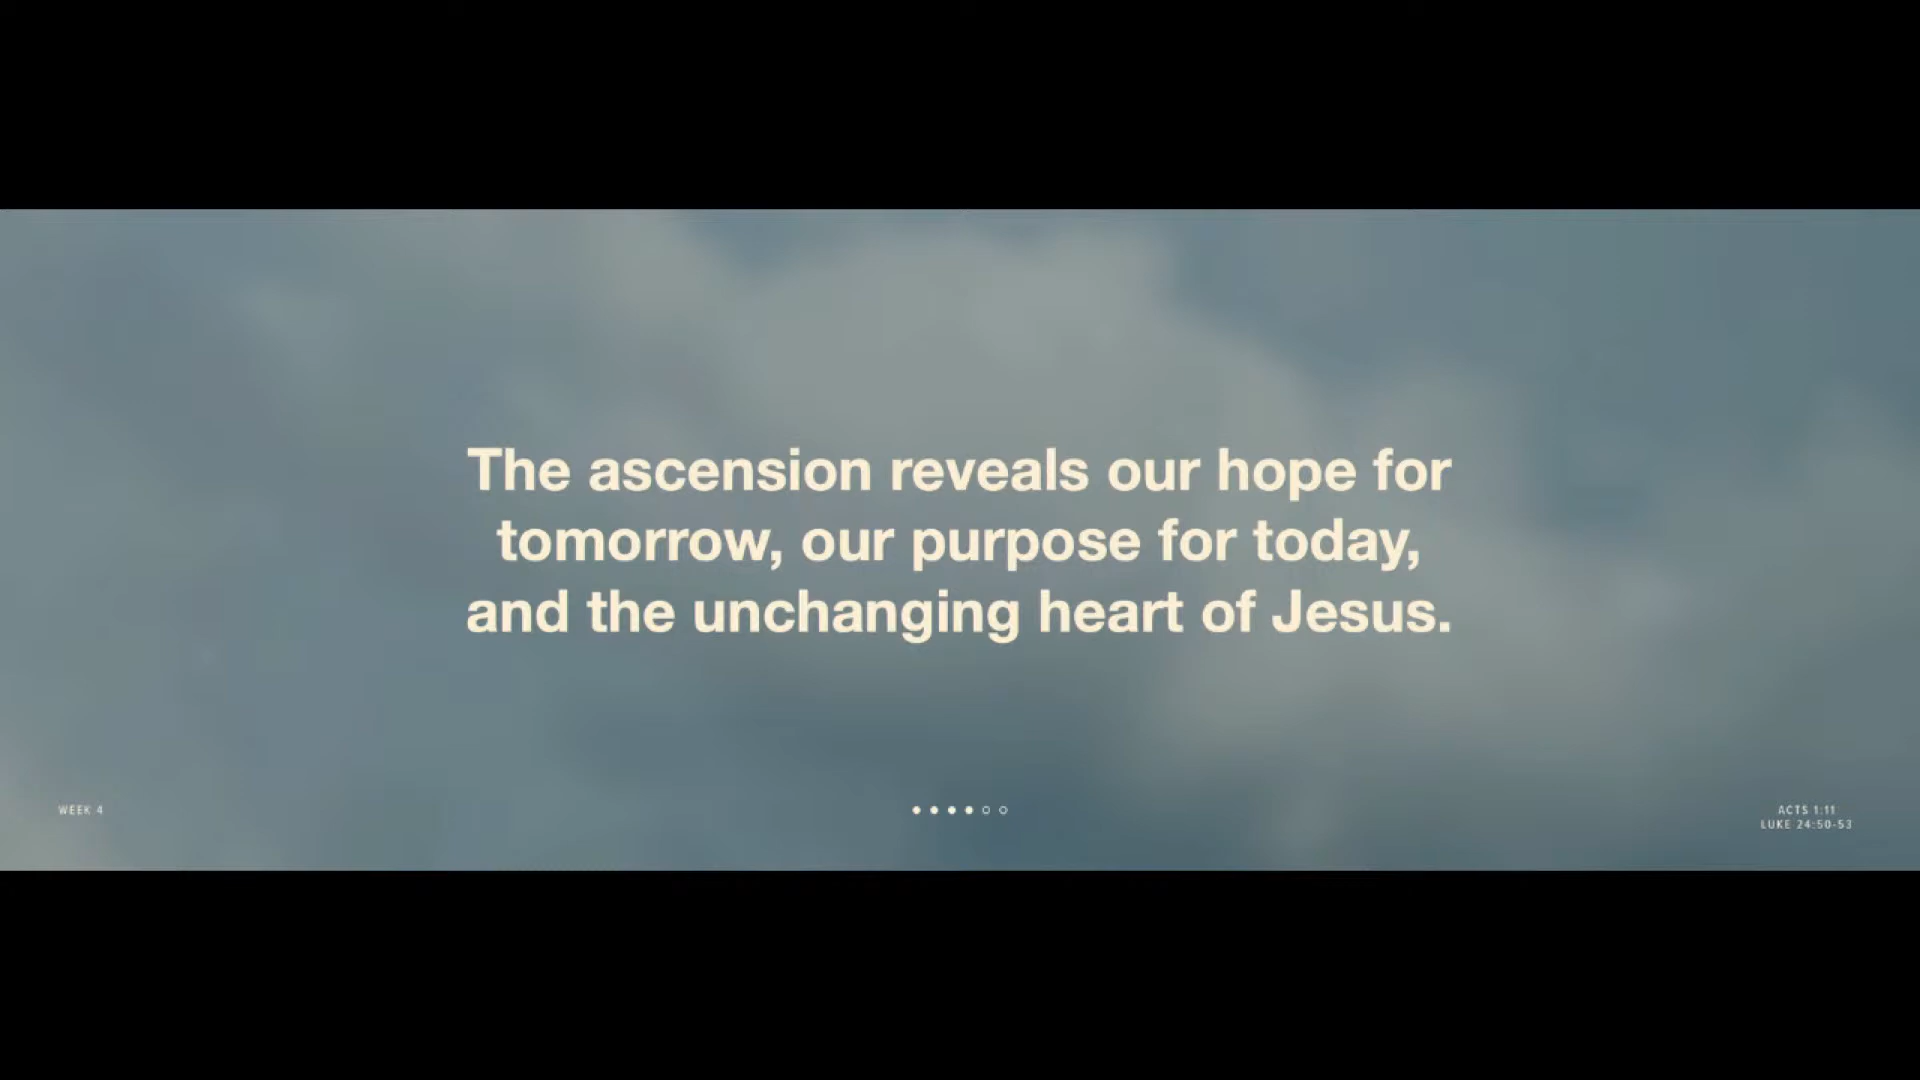 The ascension reveals our hope for
tomorrow, our purpose for today,
and the unchanging heart of Jesus.
WEEK 4
ACTS 1:11
LUKE 24:50-53